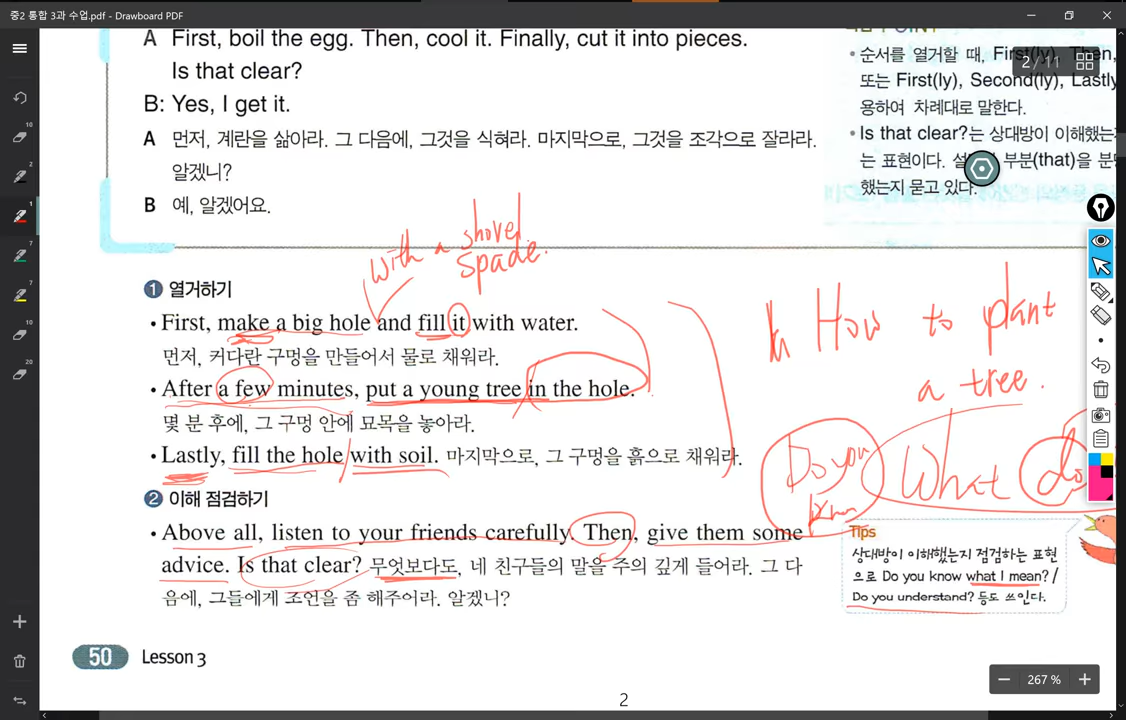 중2 통합 3과 수업.pdf - Drawboard PDF
A First, boil the egg. Then, cool it. Finally, cut it into pieces.
Is that clear?
B: Yes, I get it.
A 먼저, 계란을 삶아라. 그 다음에, 그것을 식혀라. 마지막으로, 그것을 조각으로 잘라라.
알겠니?
B 예, 알겠어요.
• 순서를 열거할 때, First(ly), Then,
또는 First(ly), Second(ly), Lastly
용하여 차례대로 말한다.
• Is that clear?는 상대방이 이해했는
는 표현이다. 부분(that)을
했는지 묻고 있다.
2/11
with a shovel
spade.
1 열거하기
• First, make a big hole and fill it with water.
먼저, 커다란 구멍을 만들어서 물로 채워라.
• After a few minutes, put a young tree in the hole.
몇 분 후에, 그 구멍 안에 묘목을 놓아라.
• Lastly, fill the hole with soil. 마지막으로, 그 구멍을 흙으로 채워라.
How to plant
a tree.
Do you What do
know
2 이해 점검하기
• Above all, listen to your friends carefully. Then, give them some
advice. Is that clear? 무엇보다도, 네 친구들의 말을 주의 깊게 들어라. 그 다
음에, 그들에게 조언을 좀 해주어라. 알겠니?
Tips
상대방이 이해했는지 점검하는 표현
으로 Do you know what I mean? /
Do you understand? 등도 쓰인다.
50 Lesson 3
2
267 %
10
2
1
7
7
10
20